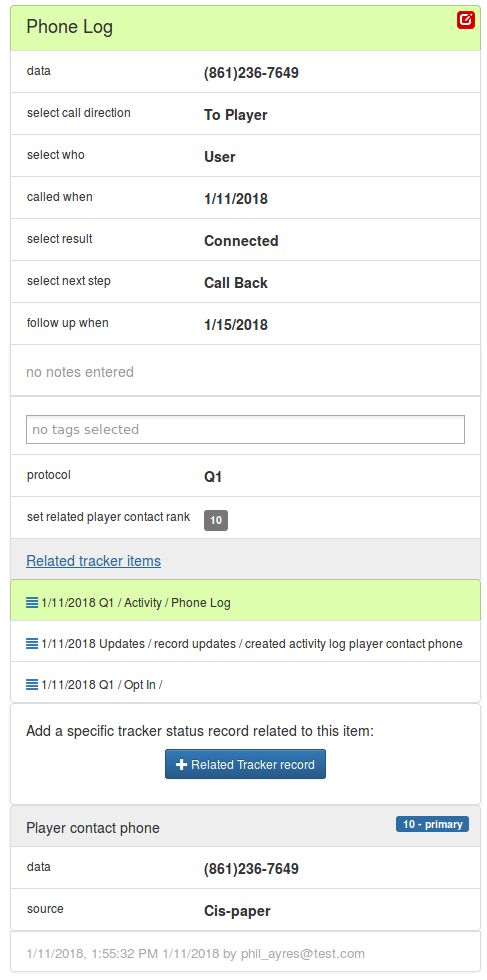 Phone Log
data (861)236-7649
select call direction To Player
select who User
called when 1/11/2018
select result Connected
select next step Call Back
follow up when 1/15/2018
no notes entered
no tags selected
protocol Q1
set related player contact rank 10
Related tracker items
1/11/2018 Q1 / Activity / Phone Log
1/11/2018 Updates / record updates / created activity log player contact phone
1/11/2018 Q1 / Opt In /
Add a specific tracker status record related to this item:
Related Tracker record
Player contact phone 10 - primary
data (861)236-7649
source Cis-paper
1/11/2018, 1:55:32 PM 1/11/2018 by phil_ayres@test.com